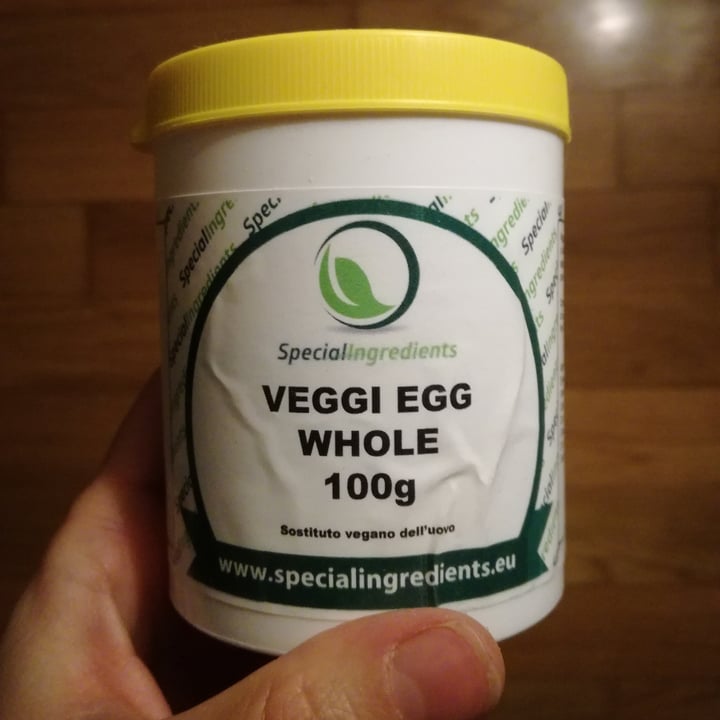 SpecialIngredients
VEGGI EGG
WHOLE
100g
Sostituto vegano dell'uovo
www.specialingredients.eu